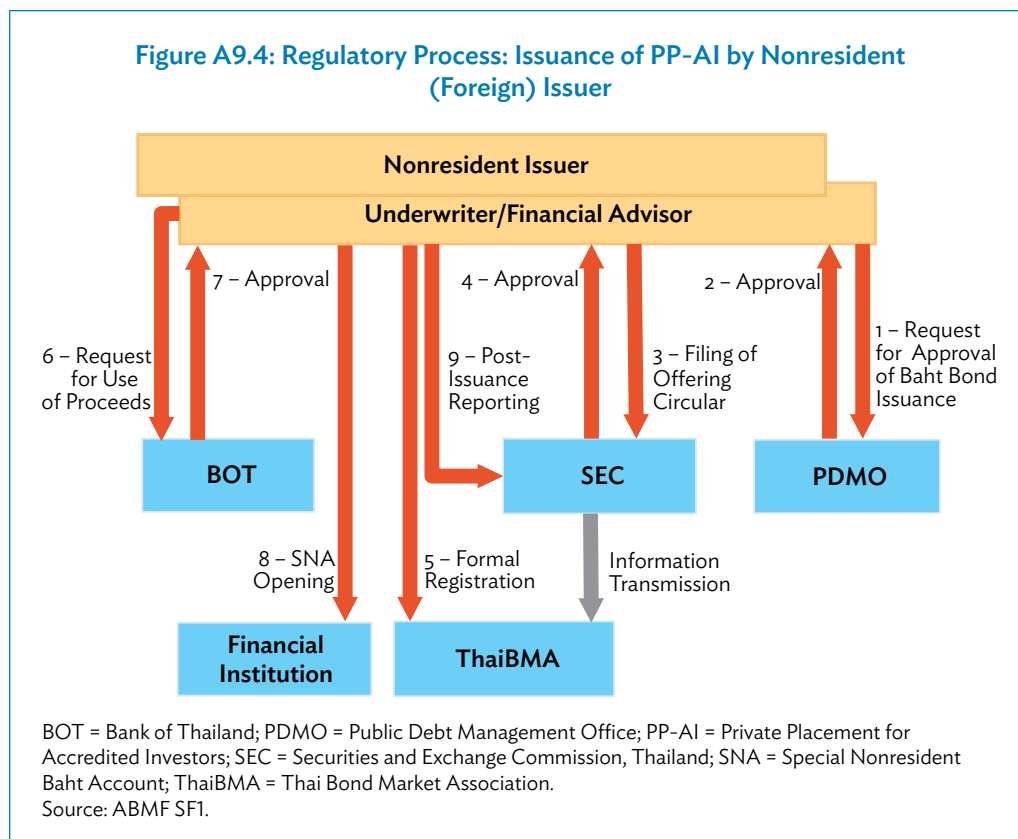 Figure A9.4: Regulatory Process: Issuance of PP-AI by Nonresident
(Foreign) Issuer
Nonresident Issuer
Underwriter/Financial Advisor
7 – Approval
4 – Approval
2 – Approval
6 – Request
for Use
of Proceeds
9 – Post-
Issuance
Reporting
3 – Filing of
Offering
Circular
1 – Request
for Approval
of Baht Bond
Issuance
BOT
SEC
PDMO
8 – SNA
Opening
5 – Formal
Registration
Information
Transmission
Financial
Institution
ThaiBMA
BOT = Bank of Thailand; PDMO = Public Debt Management Office; PP-AI = Private Placement for
Accredited Investors; SEC = Securities and Exchange Commission, Thailand; SNA = Special Nonresident
Baht Account; ThaiBMA = Thai Bond Market Association.
Source: ABMF SF1.